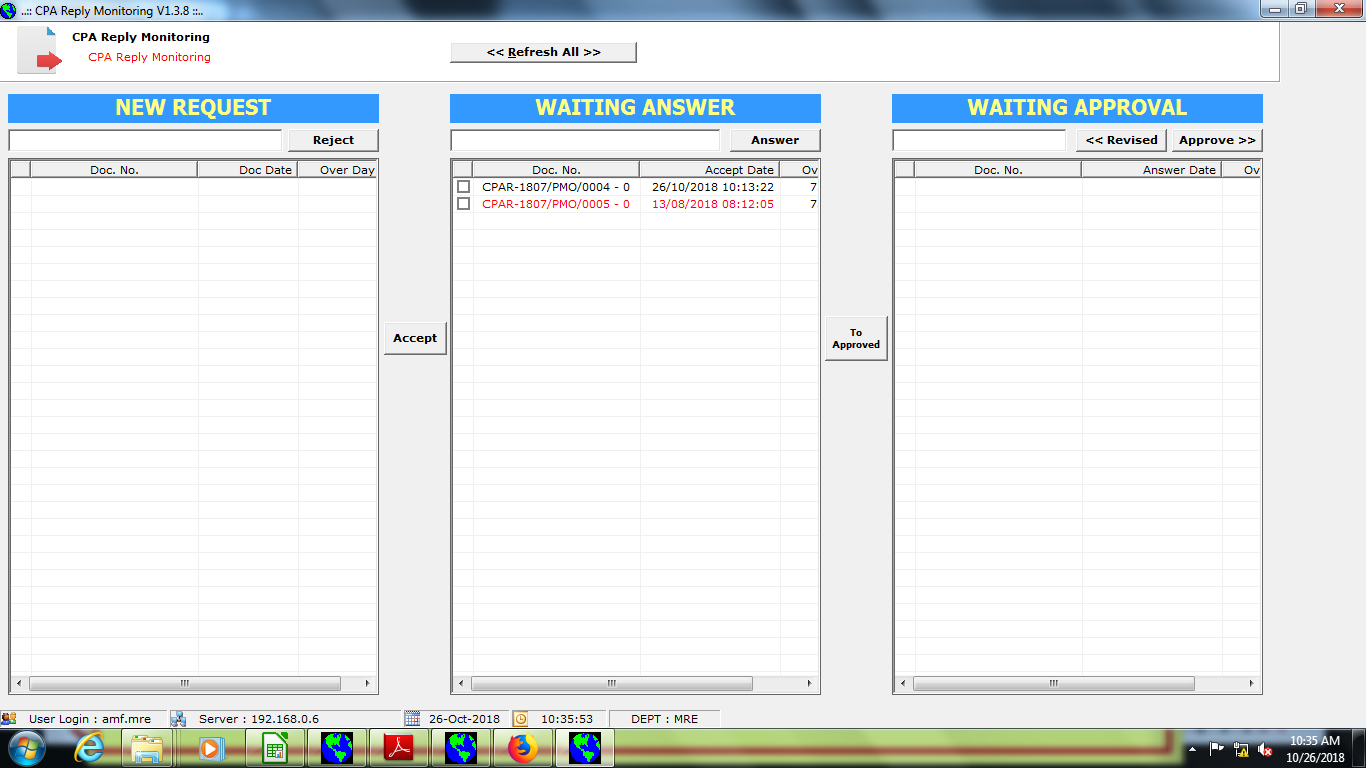 ..:: CPA Reply Monitoring V1.3.8 ::..
CPA Reply Monitoring
CPA Reply Monitoring
<< Refresh All >>
NEW REQUEST
Reject
Doc. No. Doc Date Over Day
Accept
WAITING ANSWER
Answer
Doc. No. Accept Date Ov
CPAR-1807/PMO/0004 - 0 26/10/2018 10:13:22 7
CPAR-1807/PMO/0005 - 0 13/08/2018 08:12:05 7
To
Approved
WAITING APPROVAL
<< Revised Approve >>
Doc. No. Answer Date Ov
User Login : amf.mre Server : 192.168.0.6 26-Oct-2018 10:35:53 DEPT : MRE
10:35 AM
10/26/2018